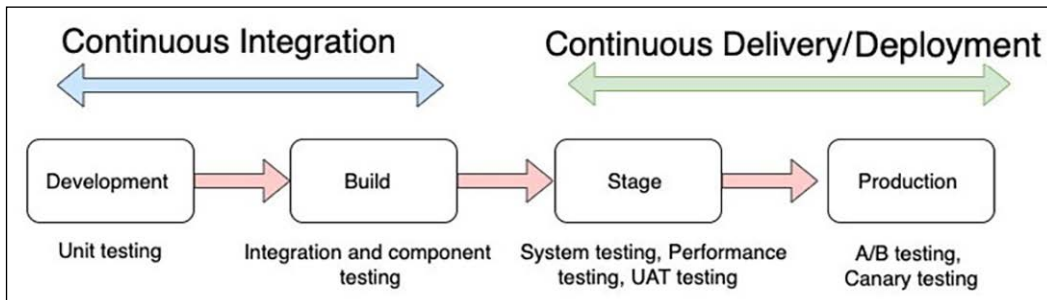 Continuous Integration
Continuous Delivery/Deployment
Development
Build
Stage
Production
Unit testing
Integration and component
testing
System testing, Performance
testing, UAT testing
A/B testing,
Canary testing